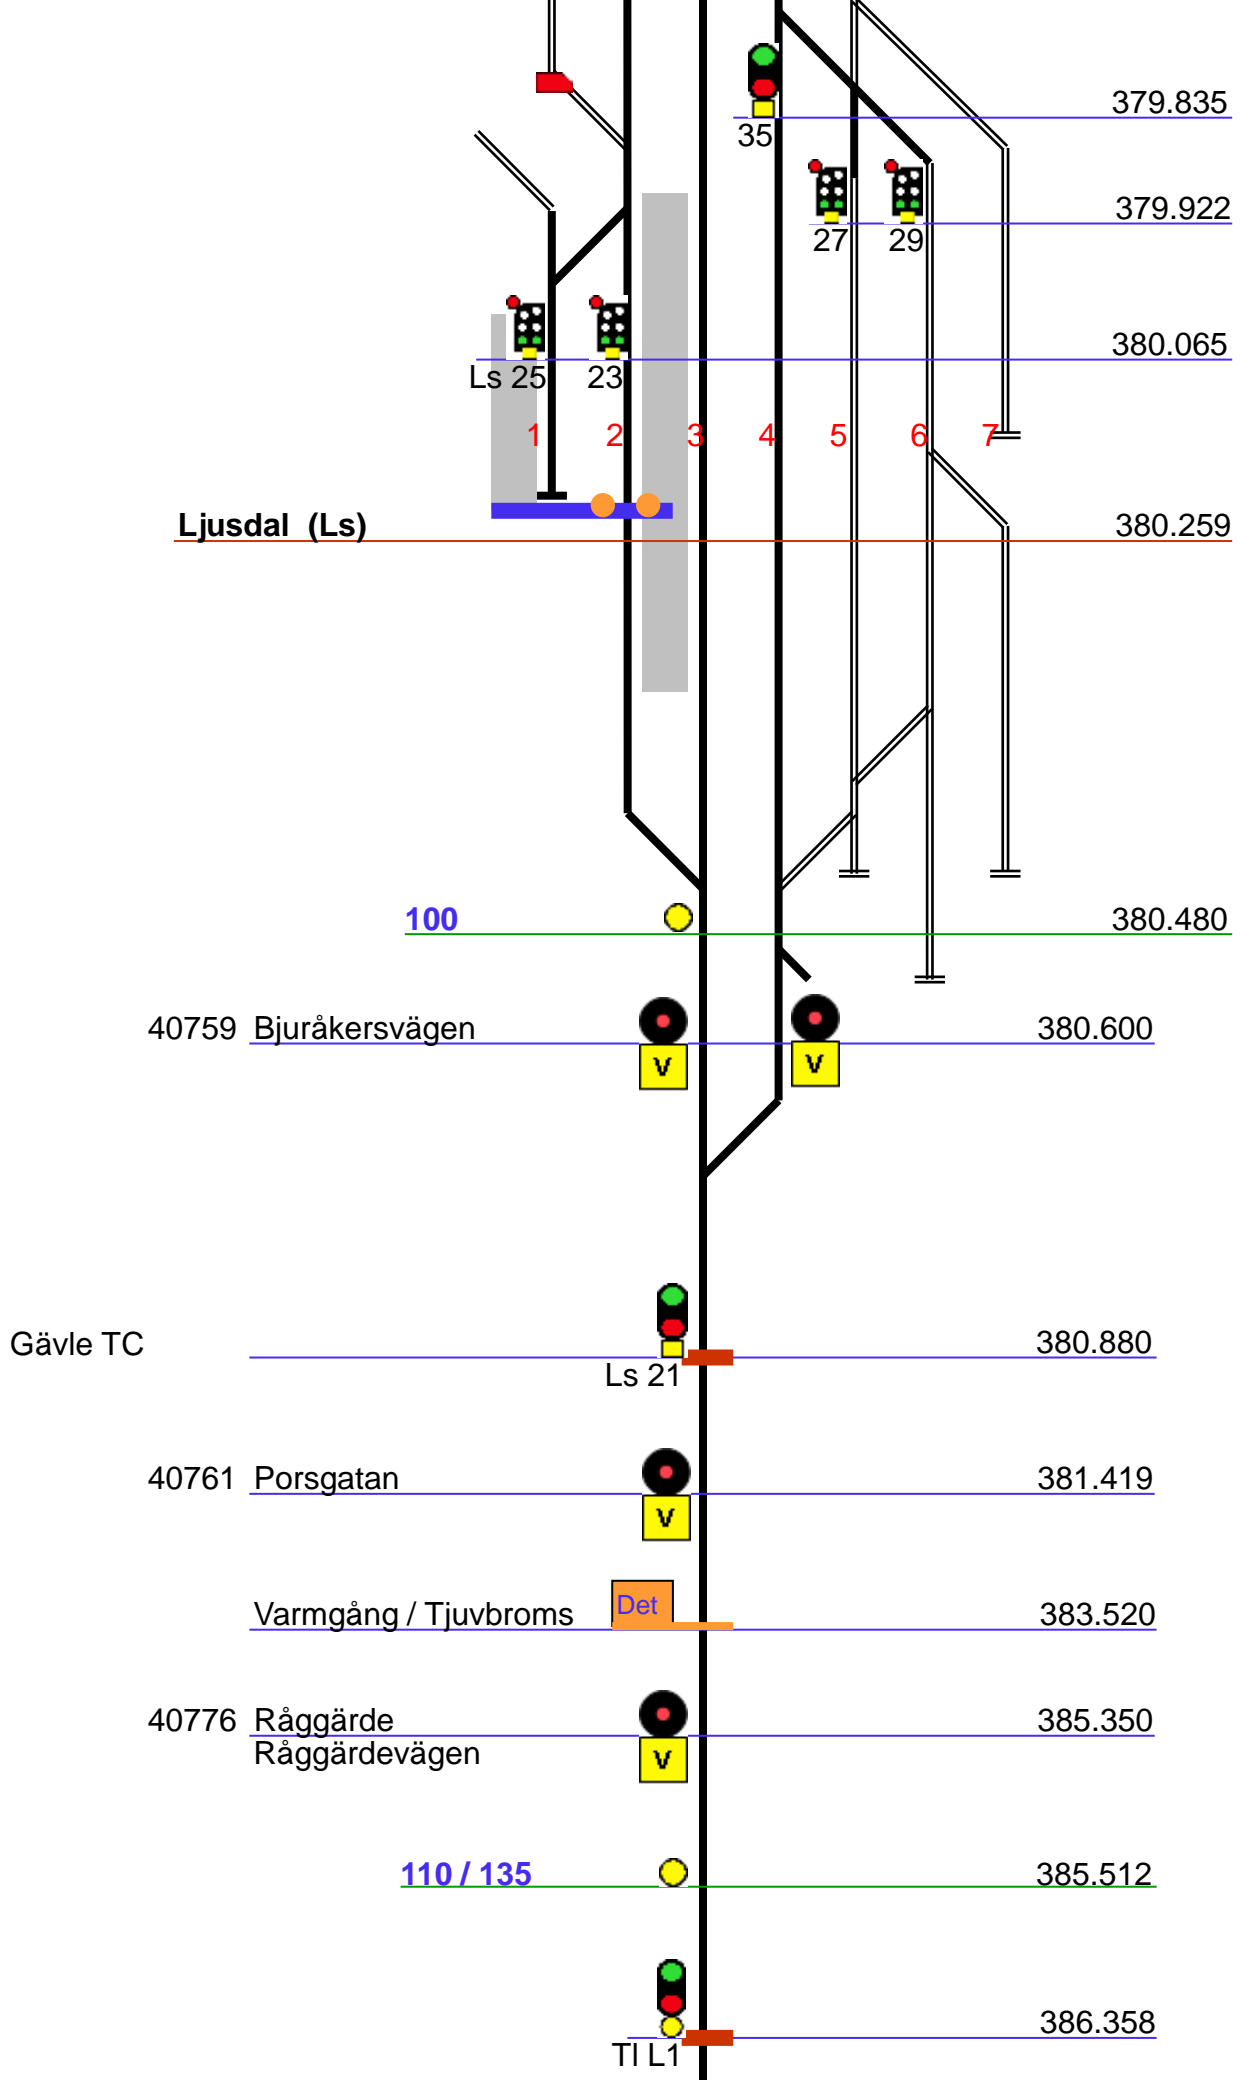 379.835
35
379.922
27 29
380.065
Ls 25 23
1 2 3 4 5 6 7
Ljusdal (Ls) 380.259
100 380.480
40759 Bjuråkersvägen 380.600
V V
Gävle TC 380.880
Ls 21
40761 Porsgatan 381.419
V
Det
Varmgång / Tjuvbroms 383.520
40776 Råggärde 385.350
Råggärdevägen V
110 / 135 385.512
386.358
Tl L1